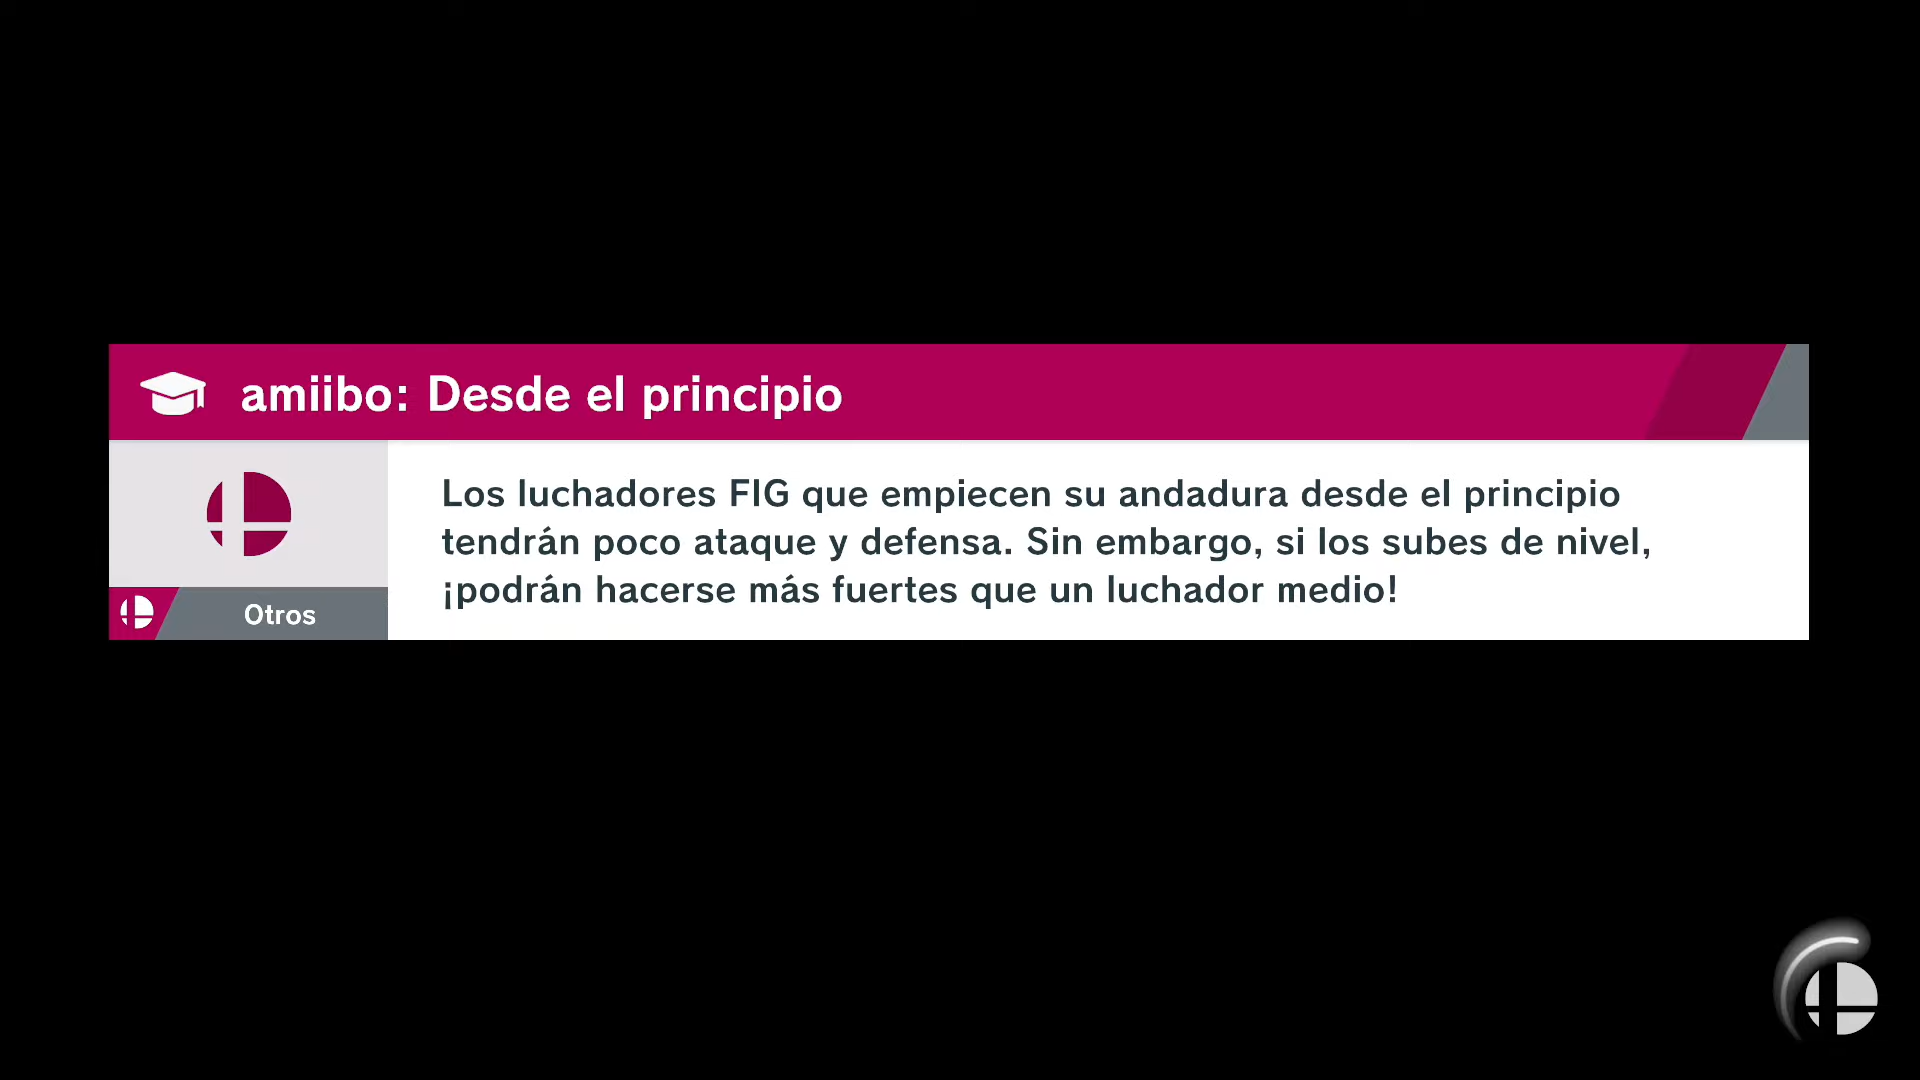 amiibo: Desde el principio
Los luchadores FIG que empiecen su andadura desde el principio
tendrán poco ataque y defensa. Sin embargo, si los subes de nivel,
¡podrán hacerse más fuertes que un luchador medio!
Otros